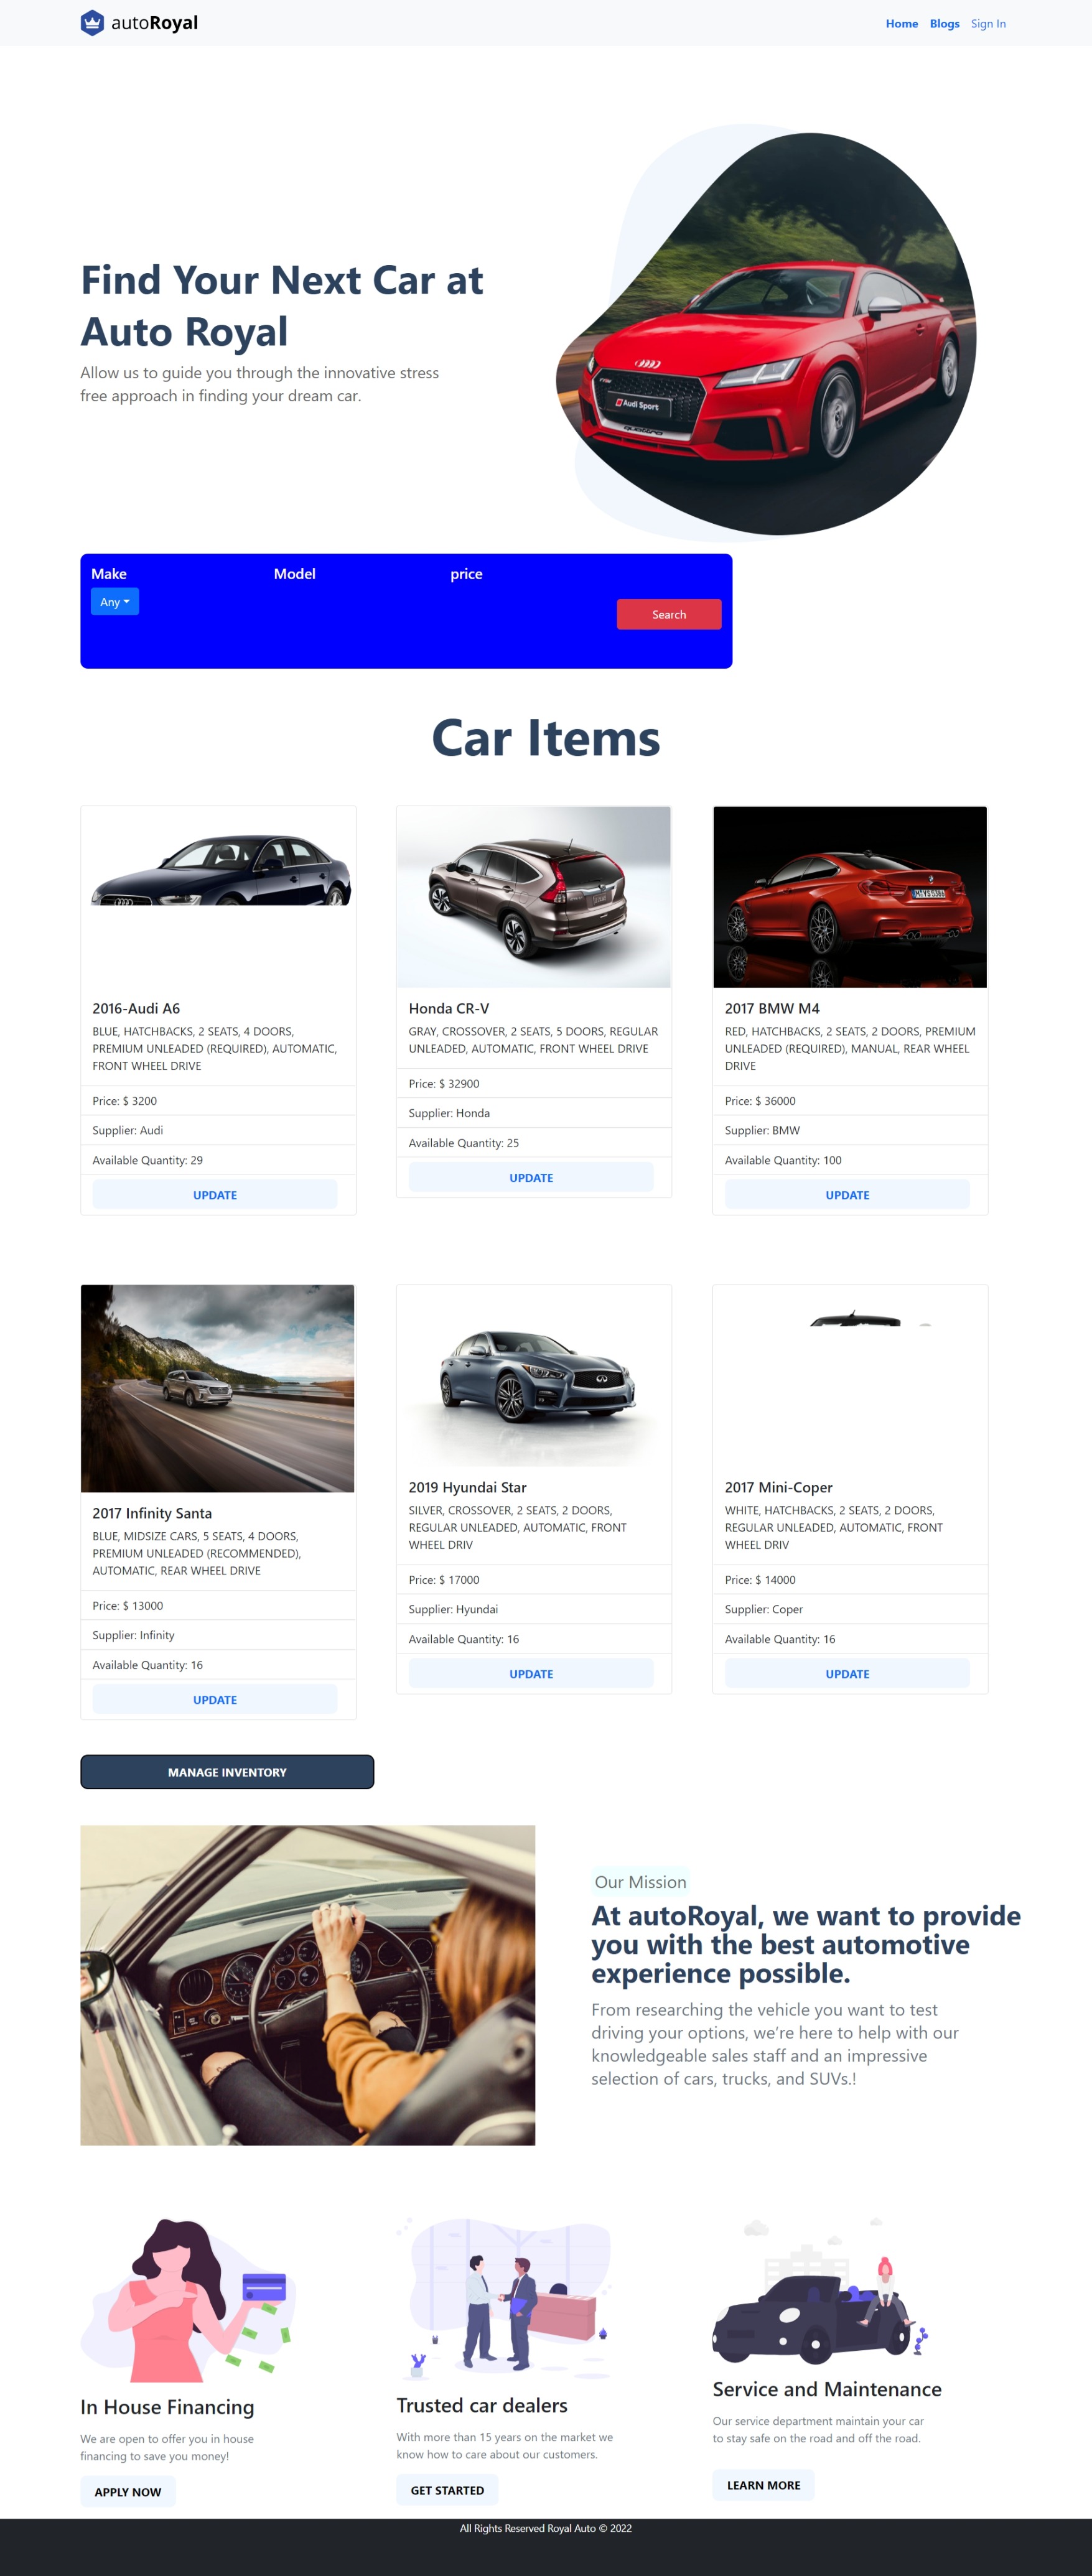 autoRoyal
Home Blogs Sign In
Find Your Next Car at
Auto Royal
Allow us to guide you through the innovative stress
free approach in finding your dream car.
Audi Sport
quattro
Make Model price
Any
Search
Car Items
2016-Audi A6
BLUE, HATCHBACKS, 2 SEATS, 4 DOORS,
PREMIUM UNLEADED (REQUIRED), AUTOMATIC,
FRONT WHEEL DRIVE
Price: $ 3200
Supplier: Audi
Available Quantity: 29
UPDATE
Honda CR-V
GRAY, CROSSOVER, 2 SEATS, 5 DOORS, REGULAR
UNLEADED, AUTOMATIC, FRONT WHEEL DRIVE
Price: $ 32900
Supplier: Honda
Available Quantity: 25
UPDATE
2017 BMW M4
RED, HATCHBACKS, 2 SEATS, 2 DOORS, PREMIUM
UNLEADED (REQUIRED), MANUAL, REAR WHEEL
DRIVE
Price: $ 36000
Supplier: BMW
Available Quantity: 100
UPDATE
2017 Infinity Santa
BLUE, MIDSIZE CARS, 5 SEATS, 4 DOORS,
PREMIUM UNLEADED (RECOMMENDED),
AUTOMATIC, REAR WHEEL DRIVE
Price: $ 13000
Supplier: Infinity
Available Quantity: 16
UPDATE
2019 Hyundai Star
SILVER, CROSSOVER, 2 SEATS, 2 DOORS,
REGULAR UNLEADED, AUTOMATIC, FRONT
WHEEL DRIV
Price: $ 17000
Supplier: Hyundai
Available Quantity: 16
UPDATE
2017 Mini-Coper
WHITE, HATCHBACKS, 2 SEATS, 2 DOORS,
REGULAR UNLEADED, AUTOMATIC, FRONT
WHEEL DRIV
Price: $ 14000
Supplier: Coper
Available Quantity: 16
UPDATE
MANAGE INVENTORY
Our Mission
At autoRoyal, we want to provide
you with the best automotive
experience possible.
From researching the vehicle you want to test
driving your options, we're here to help with our
knowledgeable sales staff and an impressive
selection of cars, trucks, and SUVs.!
In House Financing
We are open to offer you in house
financing to save you money!
APPLY NOW
Trusted car dealers
With more than 15 years on the market we
know how to care about our customers.
GET STARTED
Service and Maintenance
Our service department maintain your car
to stay safe on the road and off the road.
LEARN MORE
All Rights Reserved Royal Auto © 2022